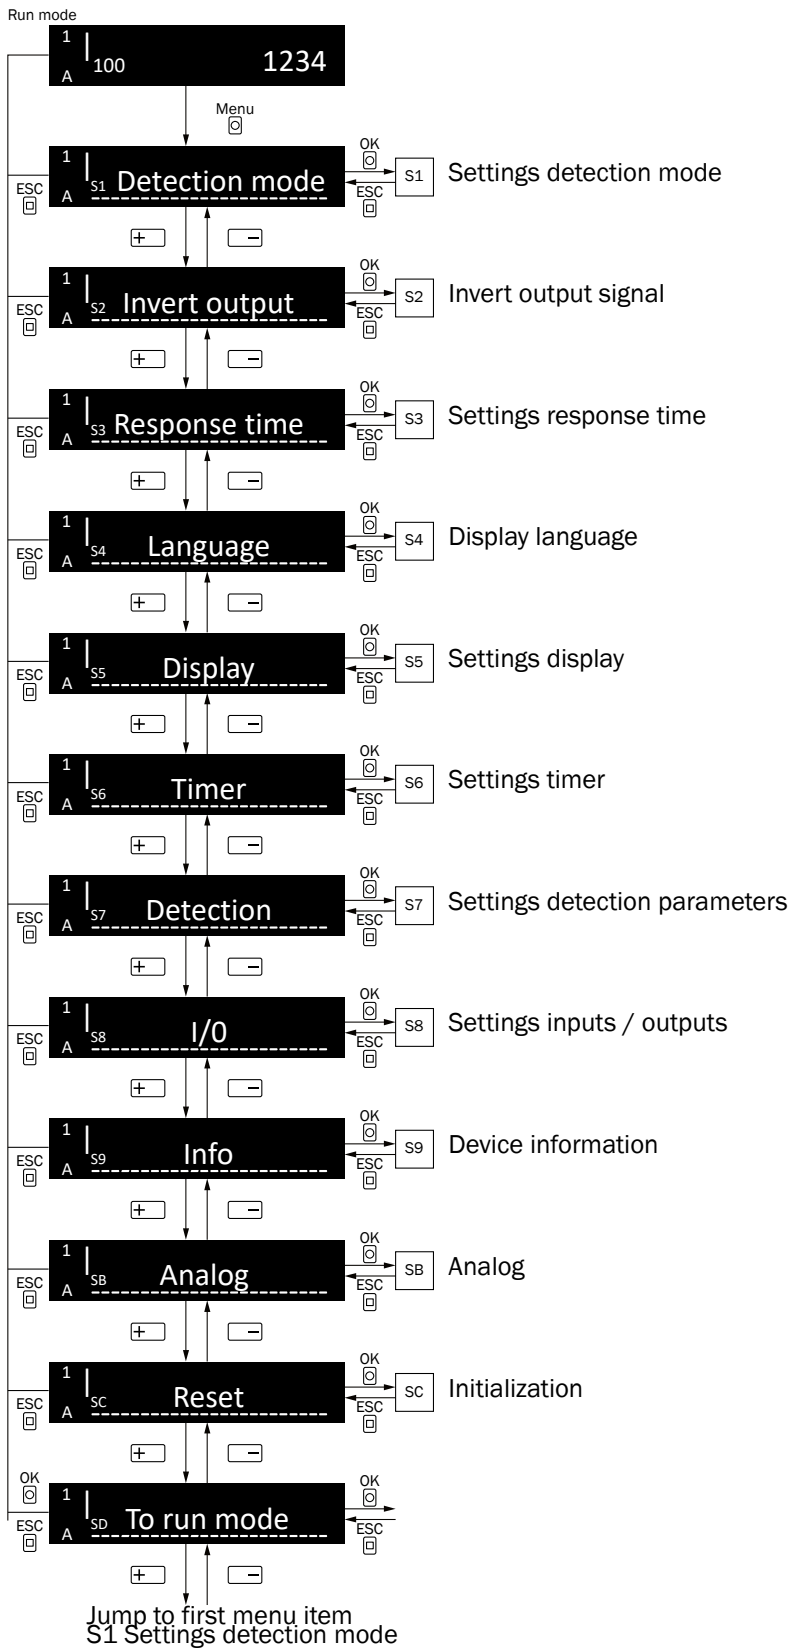 Run mode
1
100 1234
A
Menu
1
S1 Detection mode
A
ESC
OK
ESC
S1 Settings detection mode
+ −
1
S2 Invert output
A
ESC
OK
ESC
S2 Invert output signal
+ −
1
S3 Response time
A
ESC
OK
ESC
S3 Settings response time
+ −
1
S4 Language
A
ESC
OK
ESC
S4 Display language
+ −
1
S5 Display
A
ESC
OK
ESC
S5 Settings display
+ −
1
S6 Timer
A
ESC
OK
ESC
S6 Settings timer
+ −
1
S7 Detection
A
ESC
OK
ESC
S7 Settings detection parameters
+ −
1
S8 I/0
A
ESC
OK
ESC
S8 Settings inputs / outputs
+ −
1
S9 Info
A
ESC
OK
ESC
S9 Device information
+ −
1
SB Analog
A
ESC
OK
ESC
SB Analog
+ −
1
SC Reset
A
ESC
OK
ESC
SC Initialization
+ −
OK
1
SD To run mode
A
ESC
OK
ESC
+ −
Jump to first menu item
S1 Settings detection mode